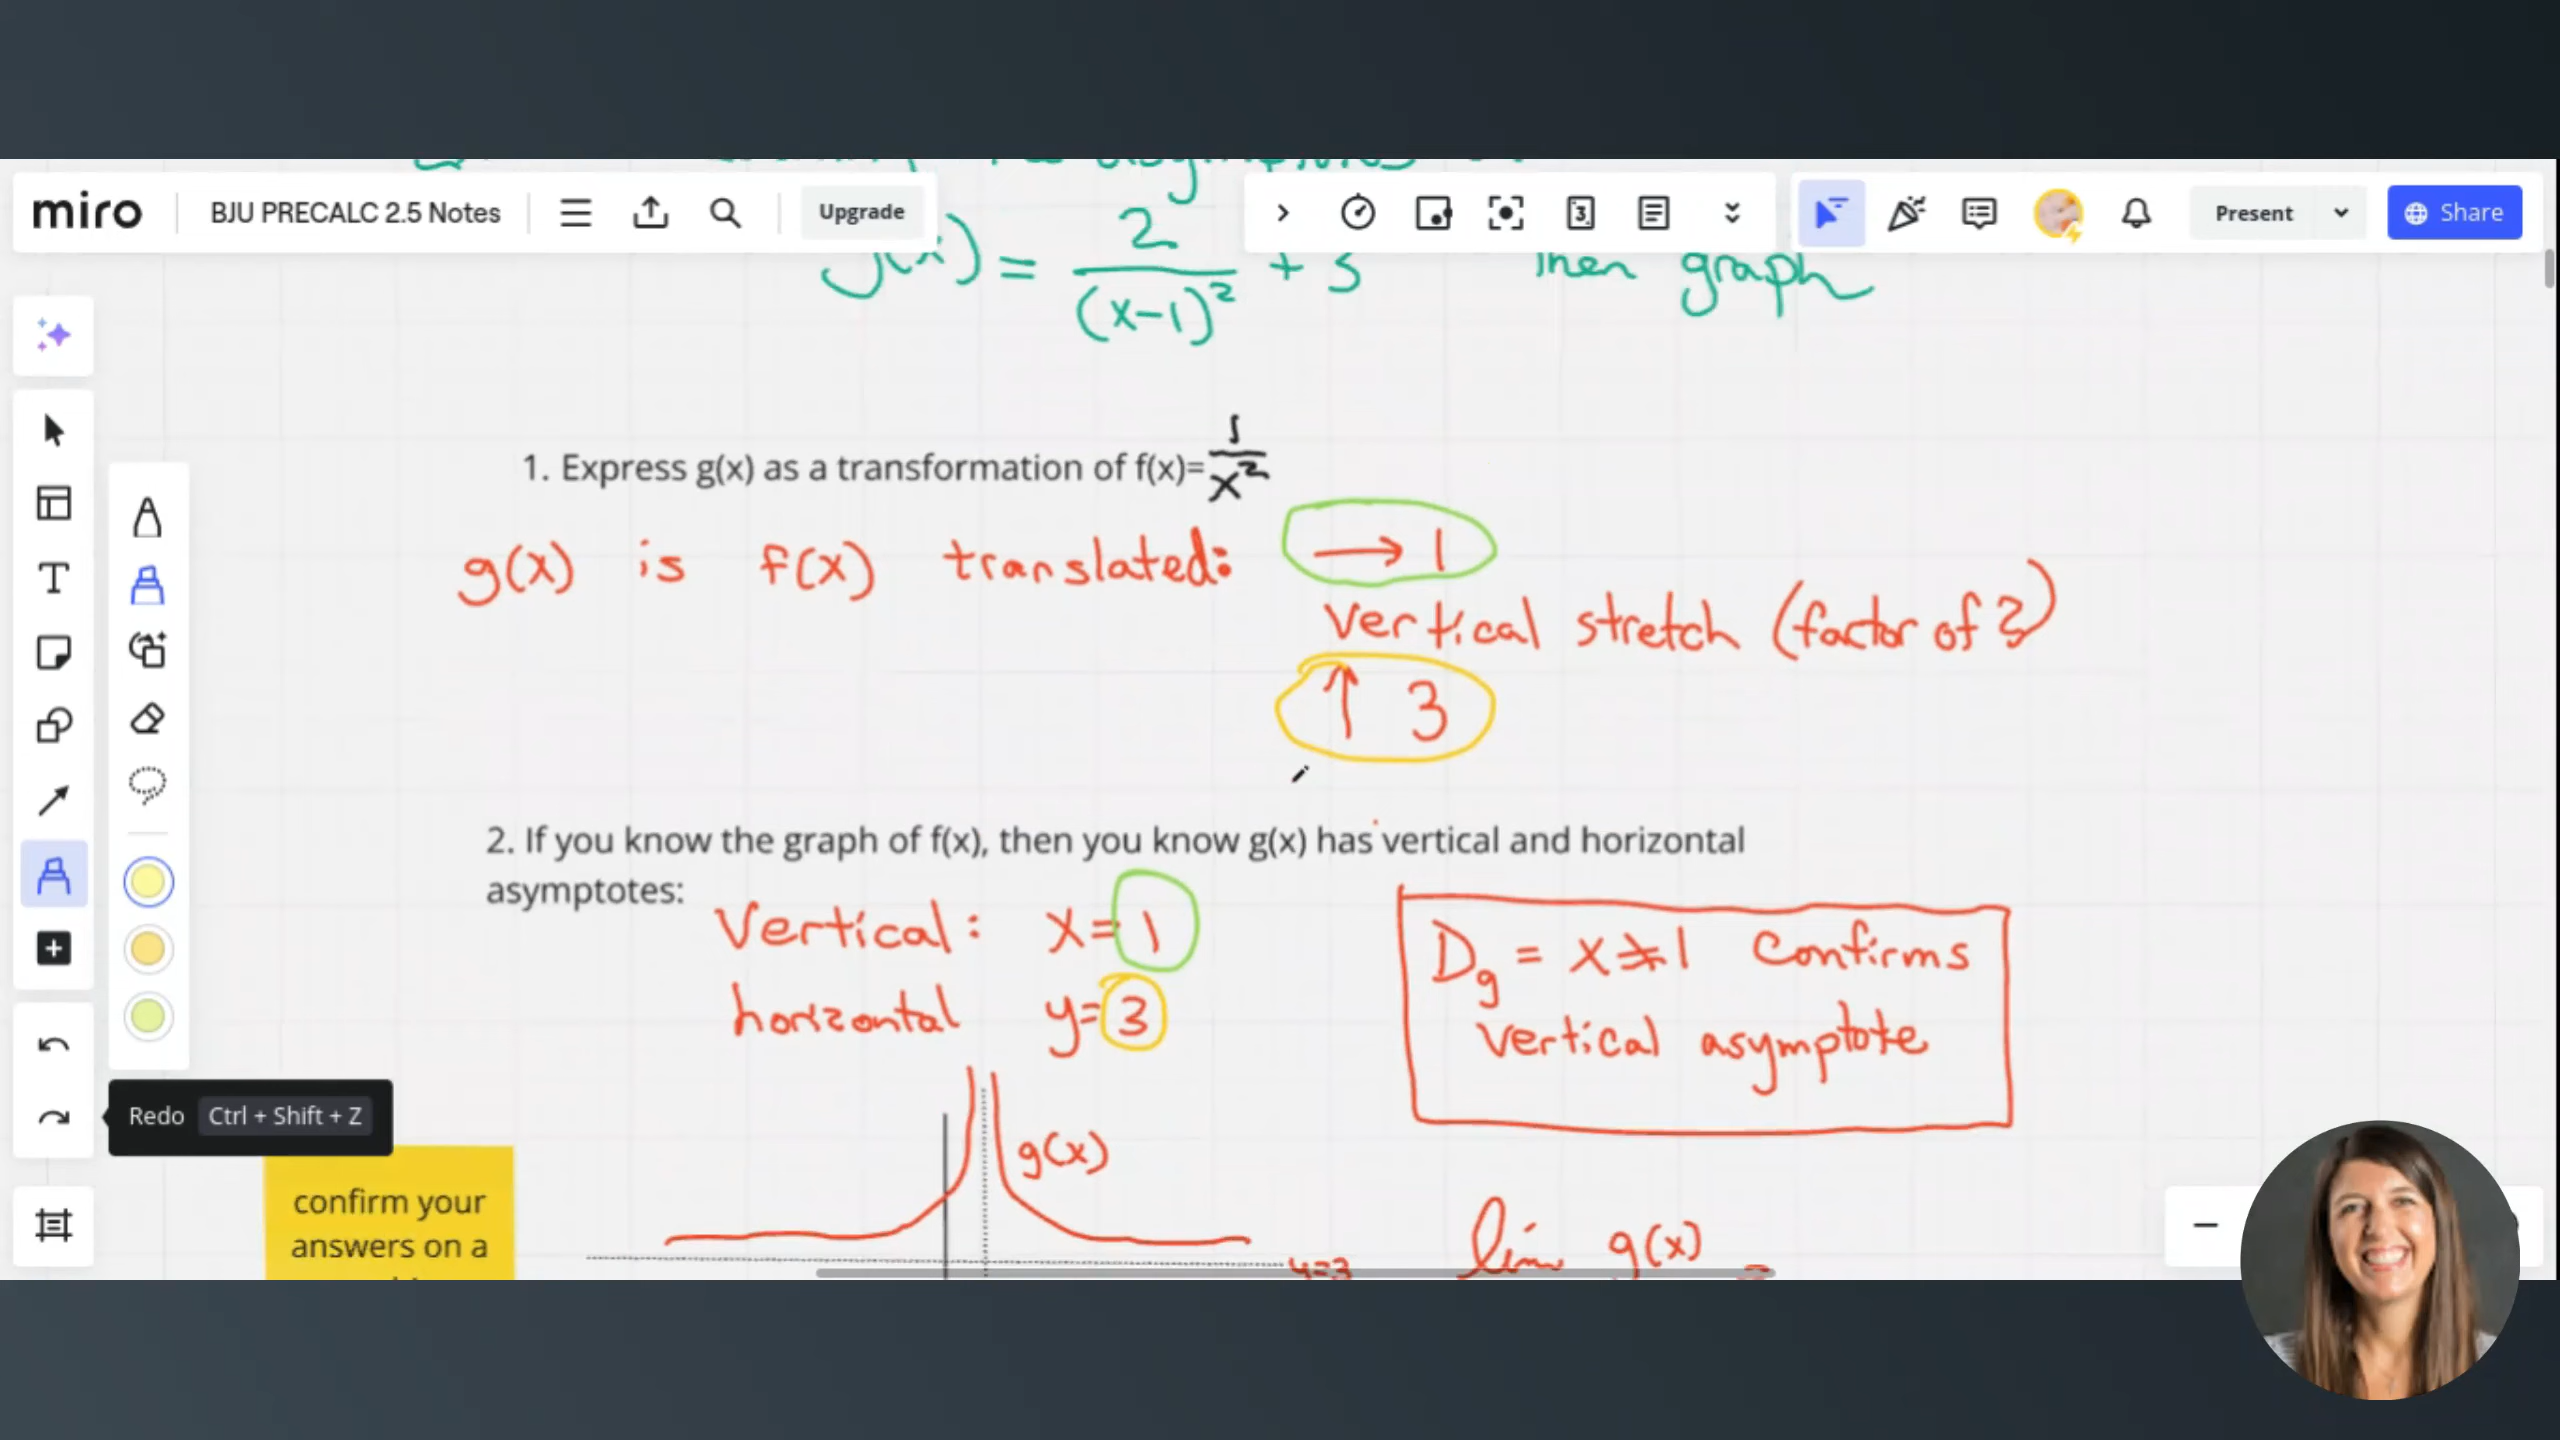 miro BJU PRECALC 2.5 Notes Upgrade Present Share
= 2/(x-1)² + 3 Then graph
1. Express g(x) as a transformation of f(x)= 1/x²
g(x) is f(x) translated: → 1
Vertical stretch (factor of 2)
↑ 3
2. If you know the graph of f(x), then you know g(x) has vertical and horizontal
asymptotes:
Vertical: x=1
horizontal y=3
Dg = x≠1 Confirms
vertical asymptote
Redo Ctrl + Shift + Z
g(x)
confirm your
answers on a
y=3
lim g(x) =